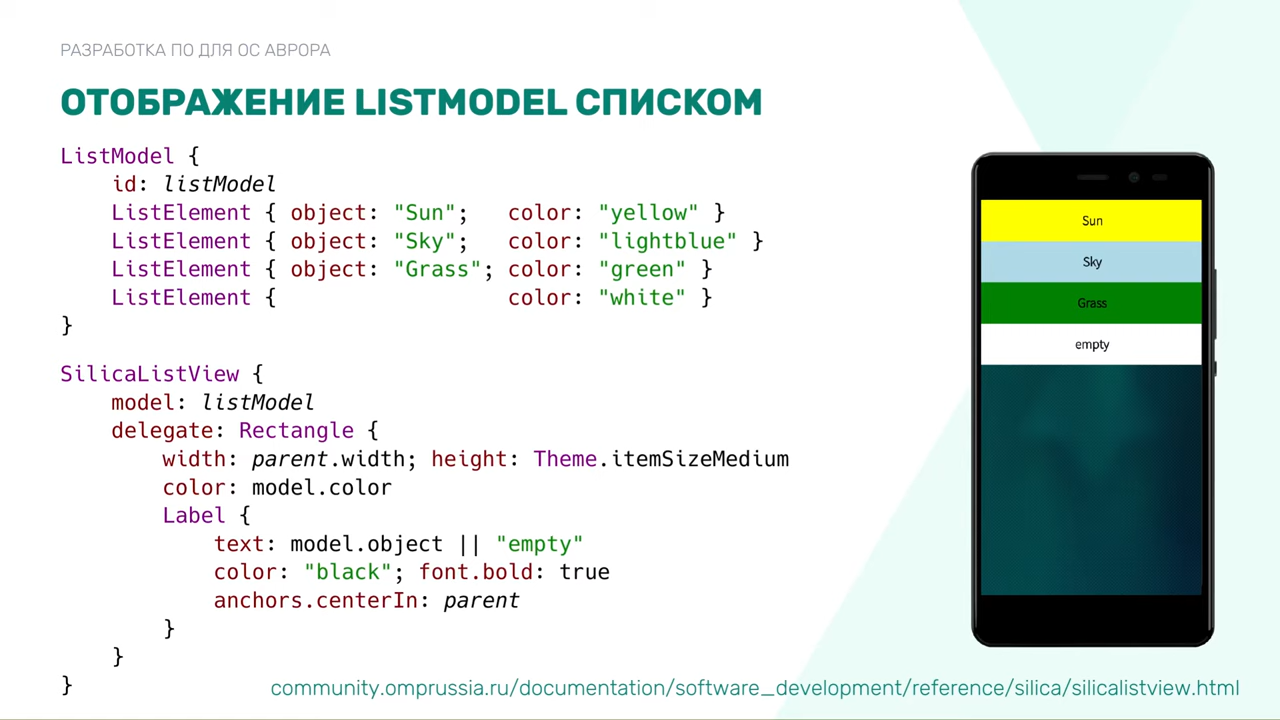 РАЗРАБОТКА ПО ДЛЯ ОС АВРОРА
ОТОБРАЖЕНИЕ LISTMODEL СПИСКОМ
ListModel {
    id: listModel
    ListElement { object: "Sun";   color: "yellow" }
    ListElement { object: "Sky";   color: "lightblue" }
    ListElement { object: "Grass"; color: "green" }
    ListElement {                  color: "white" }
}
SilicaListView {
    model: listModel
    delegate: Rectangle {
        width: parent.width; height: Theme.itemSizeMedium
        color: model.color
        Label {
            text: model.object || "empty"
            color: "black"; font.bold: true
            anchors.centerIn: parent
        }
    }
}
Sun
Sky
Grass
empty
community.omprussia.ru/documentation/software_development/reference/silica/silicalistview.html